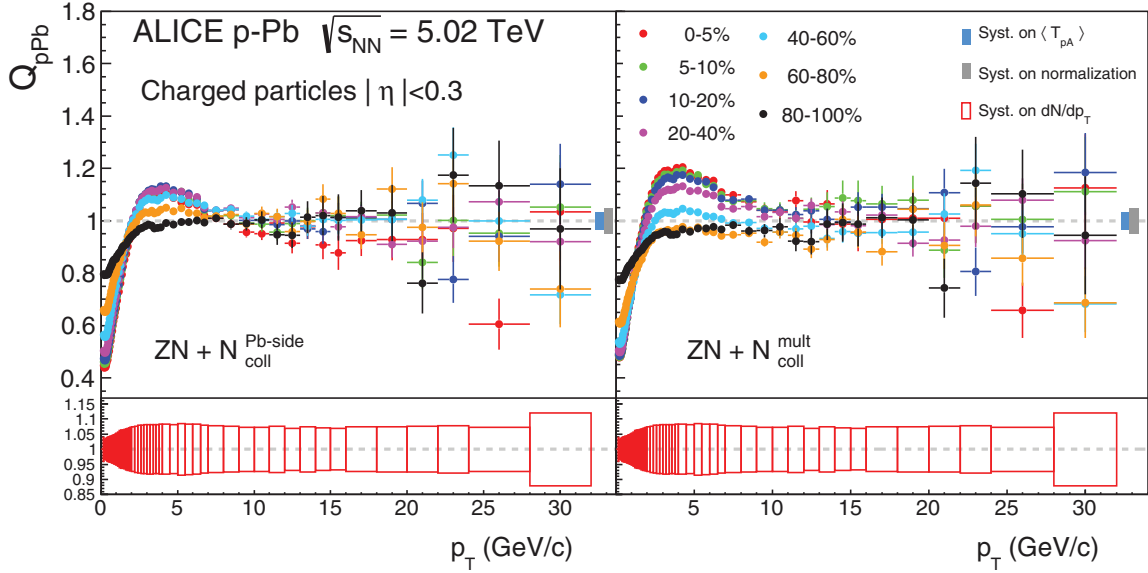 Q_pPb
1.8
1.6
1.4
1.2
1
0.8
0.6
0.4
ALICE p-Pb √s_NN = 5.02 TeV
Charged particles | η |<0.3
ZN + N_coll^Pb-side
0-5%
5-10%
10-20%
20-40%
40-60%
60-80%
80-100%
Syst. on ⟨ T_pA ⟩
Syst. on normalization
Syst. on dN/dp_T
ZN + N_coll^mult
1.15
1.1
1.05
1
0.95
0.9
0.85
0 5 10 15 20 25 30
0 5 10 15 20 25 30
p_T (GeV/c)
p_T (GeV/c)